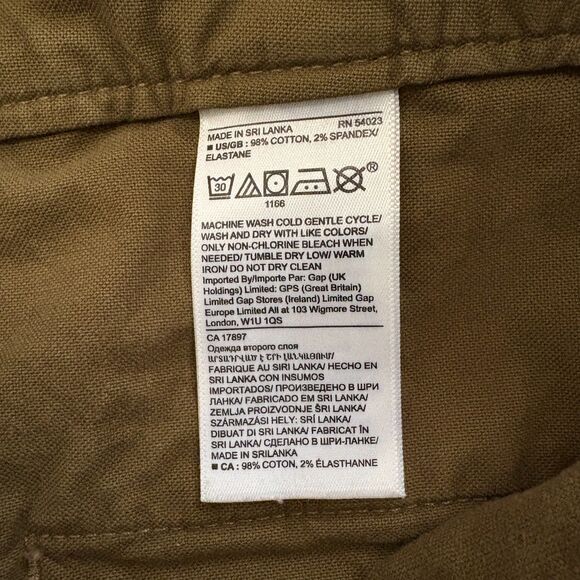 MADE IN SRI LANKA RN 54023
■ US/GB : 98% COTTON, 2% SPANDEX/
ELASTANE
30 ®
1166
MACHINE WASH COLD GENTLE CYCLE/
WASH AND DRY WITH LIKE COLORS/
ONLY NON-CHLORINE BLEACH WHEN
NEEDED/ TUMBLE DRY LOW/ WARM
IRON/ DO NOT DRY CLEAN
Imported By/Importe Par: Gap (UK
Holdings) Limited: GPS (Great Britain)
Limited Gap Stores (Ireland) Limited Gap
Europe Limited All at 103 Wigmore Street,
London, W1U 1QS
CA 17897
Одежда второго слоя
ԱՐՏԱԴՐՎԱԾ Է ՇՐԻ ԼԱՆԿԱՅՈՒՄ/
FABRIQUE AU SIRI LANKA/ HECHO EN
SRI LANKA CON INSUMOS
IMPORTADOS/ ПРОИЗВЕДЕНО В ШРИ
ЛАНКА/ FABRICADO EM SRI LANKA/
ZEMLJA PROIZVODNJE ŠRI LANKA/
SZÁRMAZÁSI HELY: SRÍ LANKA/
DIBUAT DI SRI LANKA/ FABRICAT ÎN
SRI LANKA/ СДЕЛАНО В ШРИ-ЛАНКЕ/
MADE IN SRILANKA
■ CA : 98% COTON, 2% ÉLASTHANNE